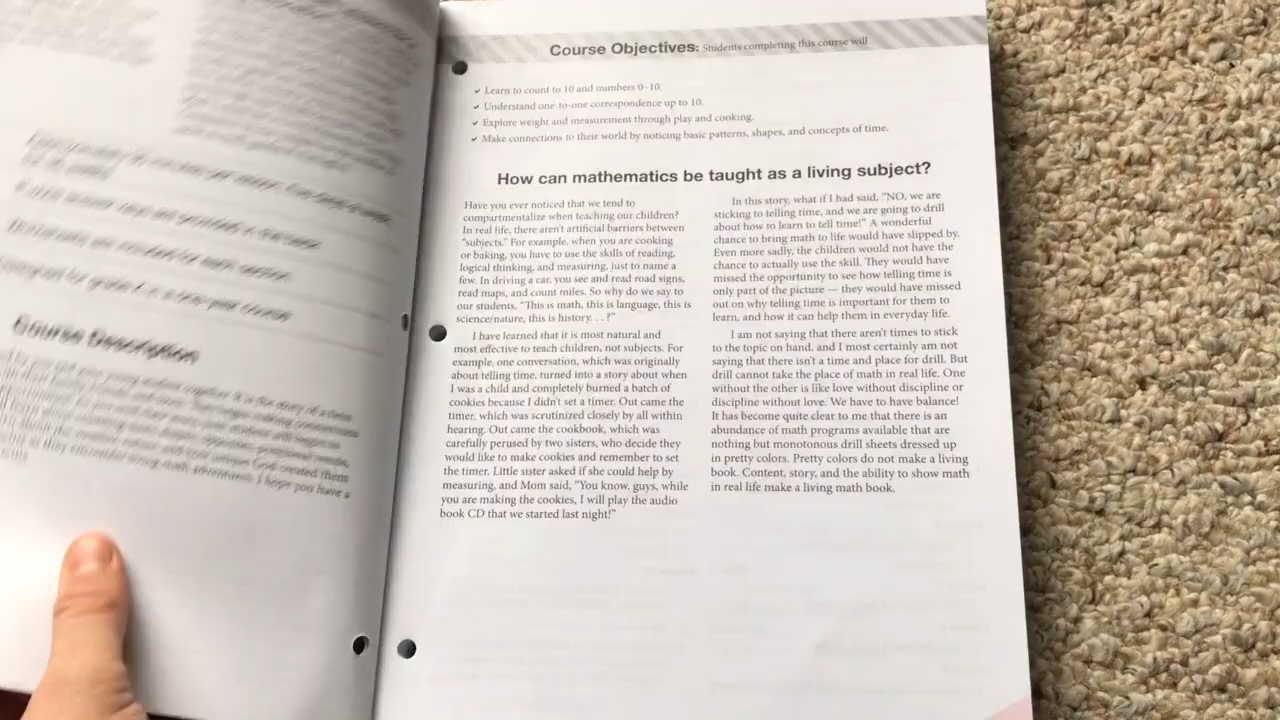 Course Description
Course Objectives: Students completing this course will
✓ Learn to count to 10 and numbers 0–10.
✓ Understand one-to-one correspondence up to 10.
✓ Explore weight and measurement through play and cooking.
✓ Make connections to their world by noticing basic patterns, shapes, and concepts of time.
How can mathematics be taught as a living subject?
Have you ever noticed that we tend to
compartmentalize when teaching our children?
In real life, there aren't artificial barriers between
"subjects." For example, when you are cooking
or baking, you have to use the skills of reading,
logical thinking, and measuring, just to name a
few. In driving a car, you see and read road signs,
read maps, and count miles. So why do we say to
our students, "This is math, this is language, this is
science/nature, this is history. . .?"
I have learned that it is most natural and
most effective to teach children, not subjects. For
example, one conversation, which was originally
about telling time, turned into a story about when
I was a child and completely burned a batch of
cookies because I didn't set a timer. Out came the
timer, which was scrutinized closely by all within
hearing. Out came the cookbook, which was
carefully perused by two sisters, who decide they
would like to make cookies and remember to set
the timer. Little sister asked if she could help by
measuring, and Mom said, "You know, guys, while
you are making the cookies, I will play the audio
book CD that we started last night!"
In this story, what if I had said, "NO, we are
sticking to telling time, and we are going to drill
about how to learn to tell time!" A wonderful
chance to bring math to life would have slipped by.
Even more sadly, the children would not have the
chance to actually use the skill. They would have
missed the opportunity to see how telling time is
only part of the picture — they would have missed
out on why telling time is important for them to
learn, and how it can help them in everyday life.
I am not saying that there aren't times to stick
to the topic on hand, and I most certainly am not
saying that there isn't a time and place for drill. But
drill cannot take the place of math in real life. One
without the other is like love without discipline or
discipline without love. We have to have balance!
It has become quite clear to me that there is an
abundance of math programs available that are
nothing but monotonous drill sheets dressed up
in pretty colors. Pretty colors do not make a living
book. Content, story, and the ability to show math
in real life make a living math book.